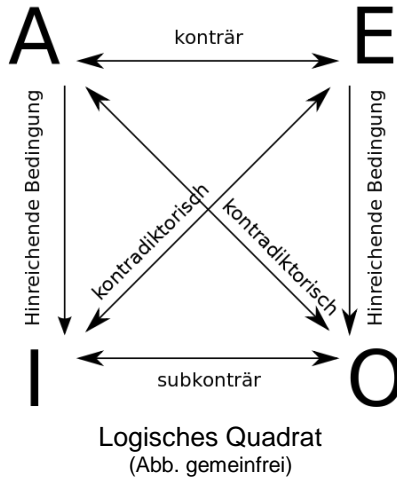 A
konträr
E
Hinreichende Bedingung
kontradiktorisch
kontradiktorisch
Hinreichende Bedingung
I
subkonträr
O
Logisches Quadrat
(Abb. gemeinfrei)